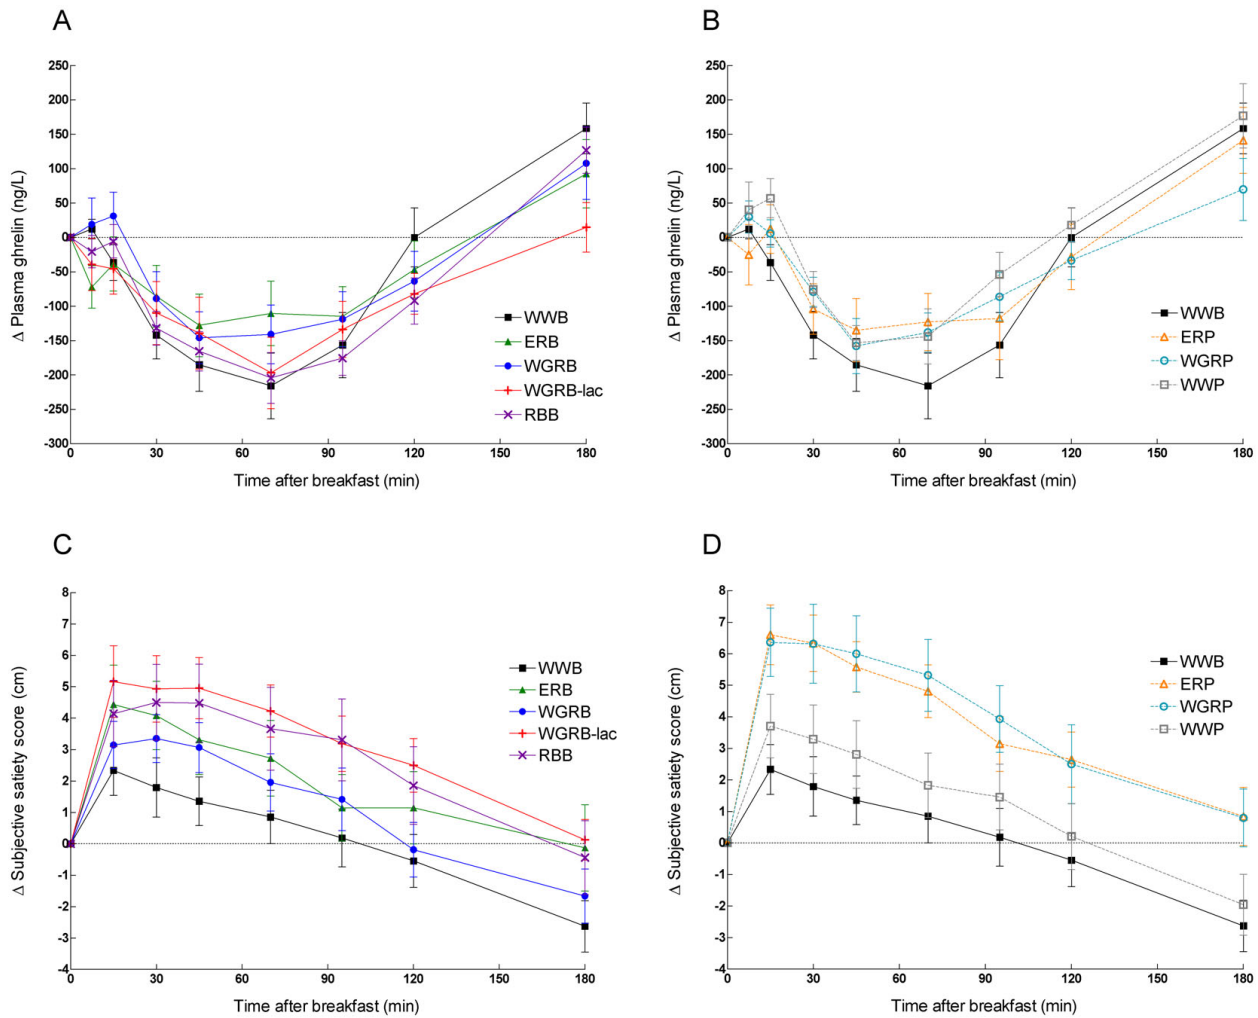 A
250
200
150
100
50
0
-50
-100
-150
-200
-250
-300
Δ Plasma ghrelin (ng/L)
0 30 60 90 120 150 180
Time after breakfast (min)
WWB
ERB
WGRB
WGRB-lac
RBB
B
250
200
150
100
50
0
-50
-100
-150
-200
-250
-300
Δ Plasma ghrelin (ng/L)
0 30 60 90 120 150 180
Time after breakfast (min)
WWB
ERP
WGRP
WWP
C
8
7
6
5
4
3
2
1
0
-1
-2
-3
-4
Δ Subjective satiety score (cm)
0 30 60 90 120 150 180
Time after breakfast (min)
WWB
ERB
WGRB
WGRB-lac
RBB
D
8
7
6
5
4
3
2
1
0
-1
-2
-3
-4
Δ Subjective satiety score (cm)
0 30 60 90 120 150 180
Time after breakfast (min)
WWB
ERP
WGRP
WWP